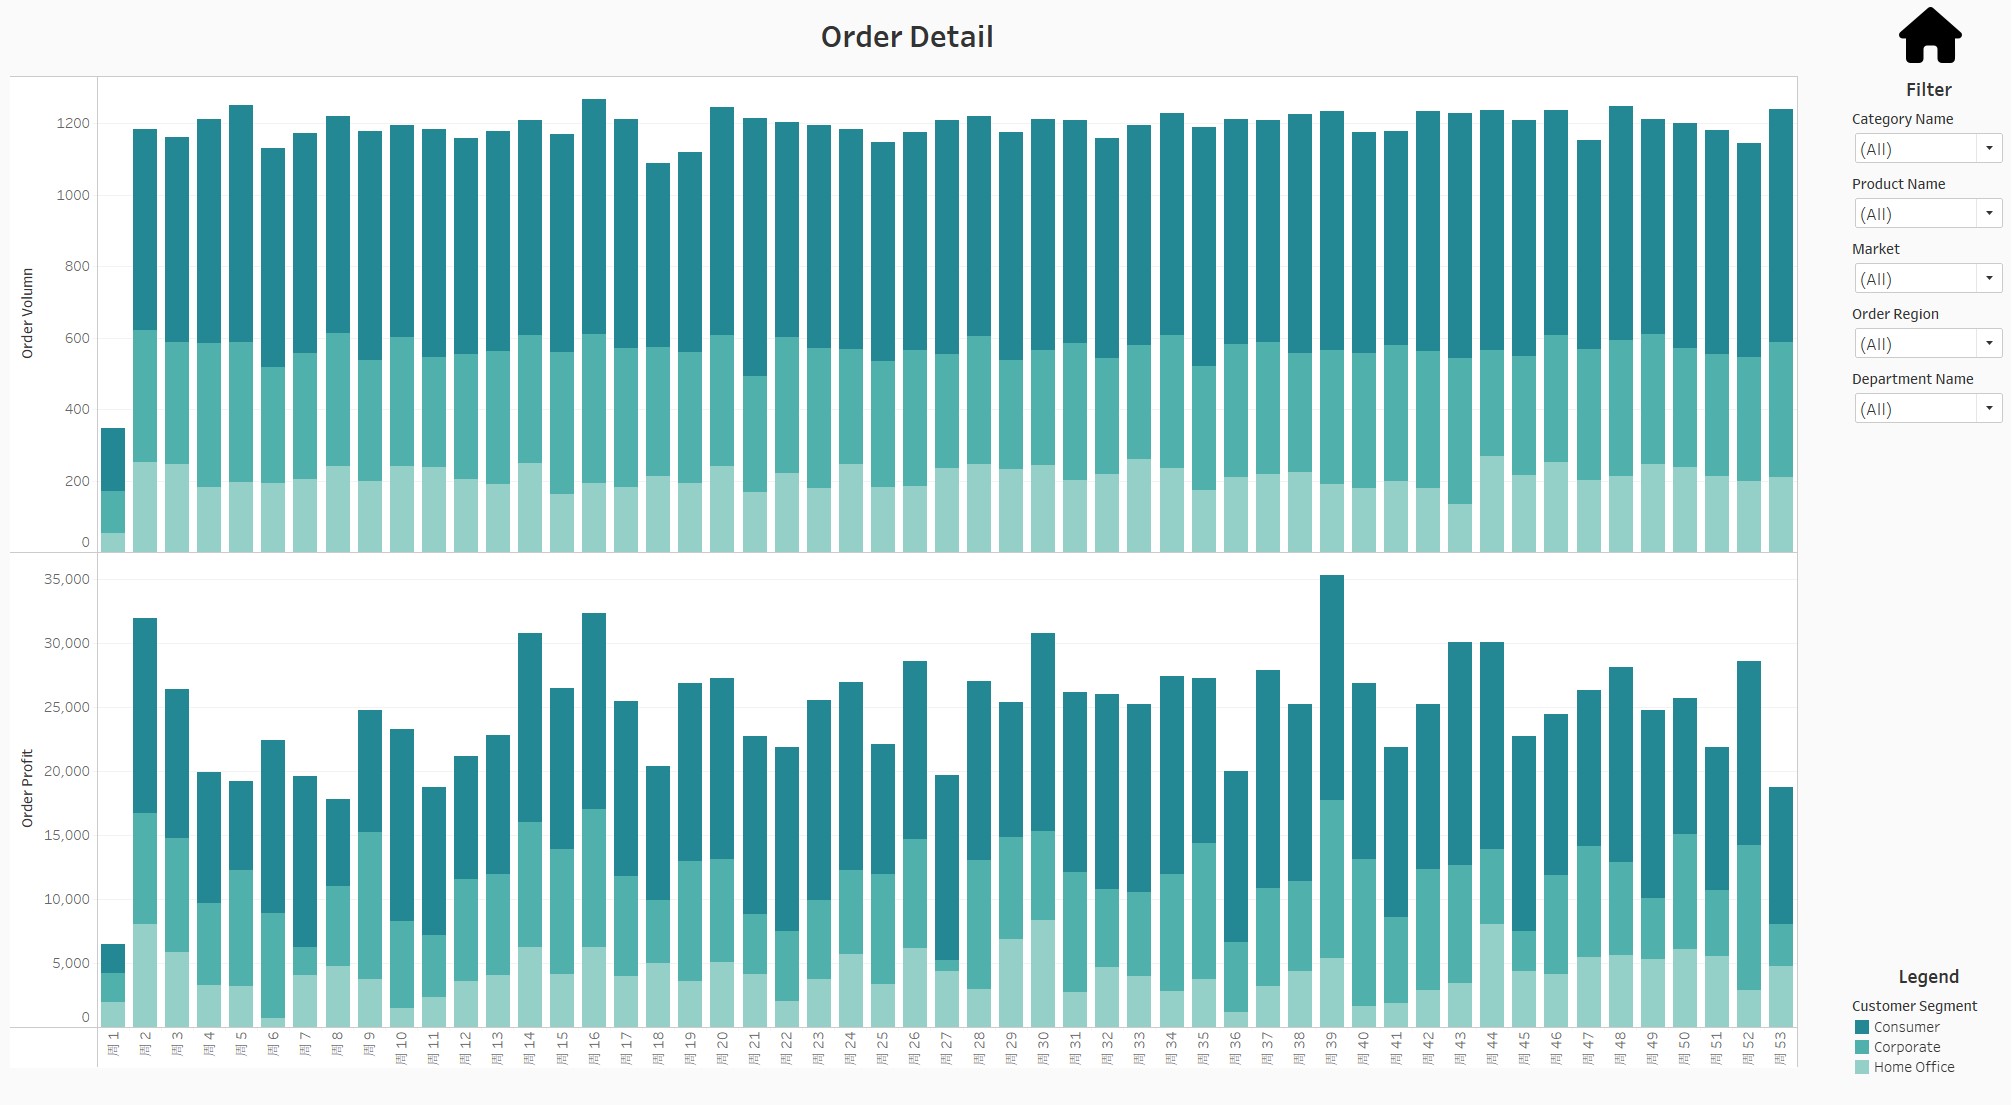 Order Detail
Order Volumn
1200
1000
800
600
400
200
0
Order Profit
35,000
30,000
25,000
20,000
15,000
10,000
5,000
0
周 1
周 2
周 3
周 4
周 5
周 6
周 7
周 8
周 9
周 10
周 11
周 12
周 13
周 14
周 15
周 16
周 17
周 18
周 19
周 20
周 21
周 22
周 23
周 24
周 25
周 26
周 27
周 28
周 29
周 30
周 31
周 32
周 33
周 34
周 35
周 36
周 37
周 38
周 39
周 40
周 41
周 42
周 43
周 44
周 45
周 46
周 47
周 48
周 49
周 50
周 51
周 52
周 53
Filter
Category Name
(All)
Product Name
(All)
Market
(All)
Order Region
(All)
Department Name
(All)
Legend
Customer Segment
Consumer
Corporate
Home Office